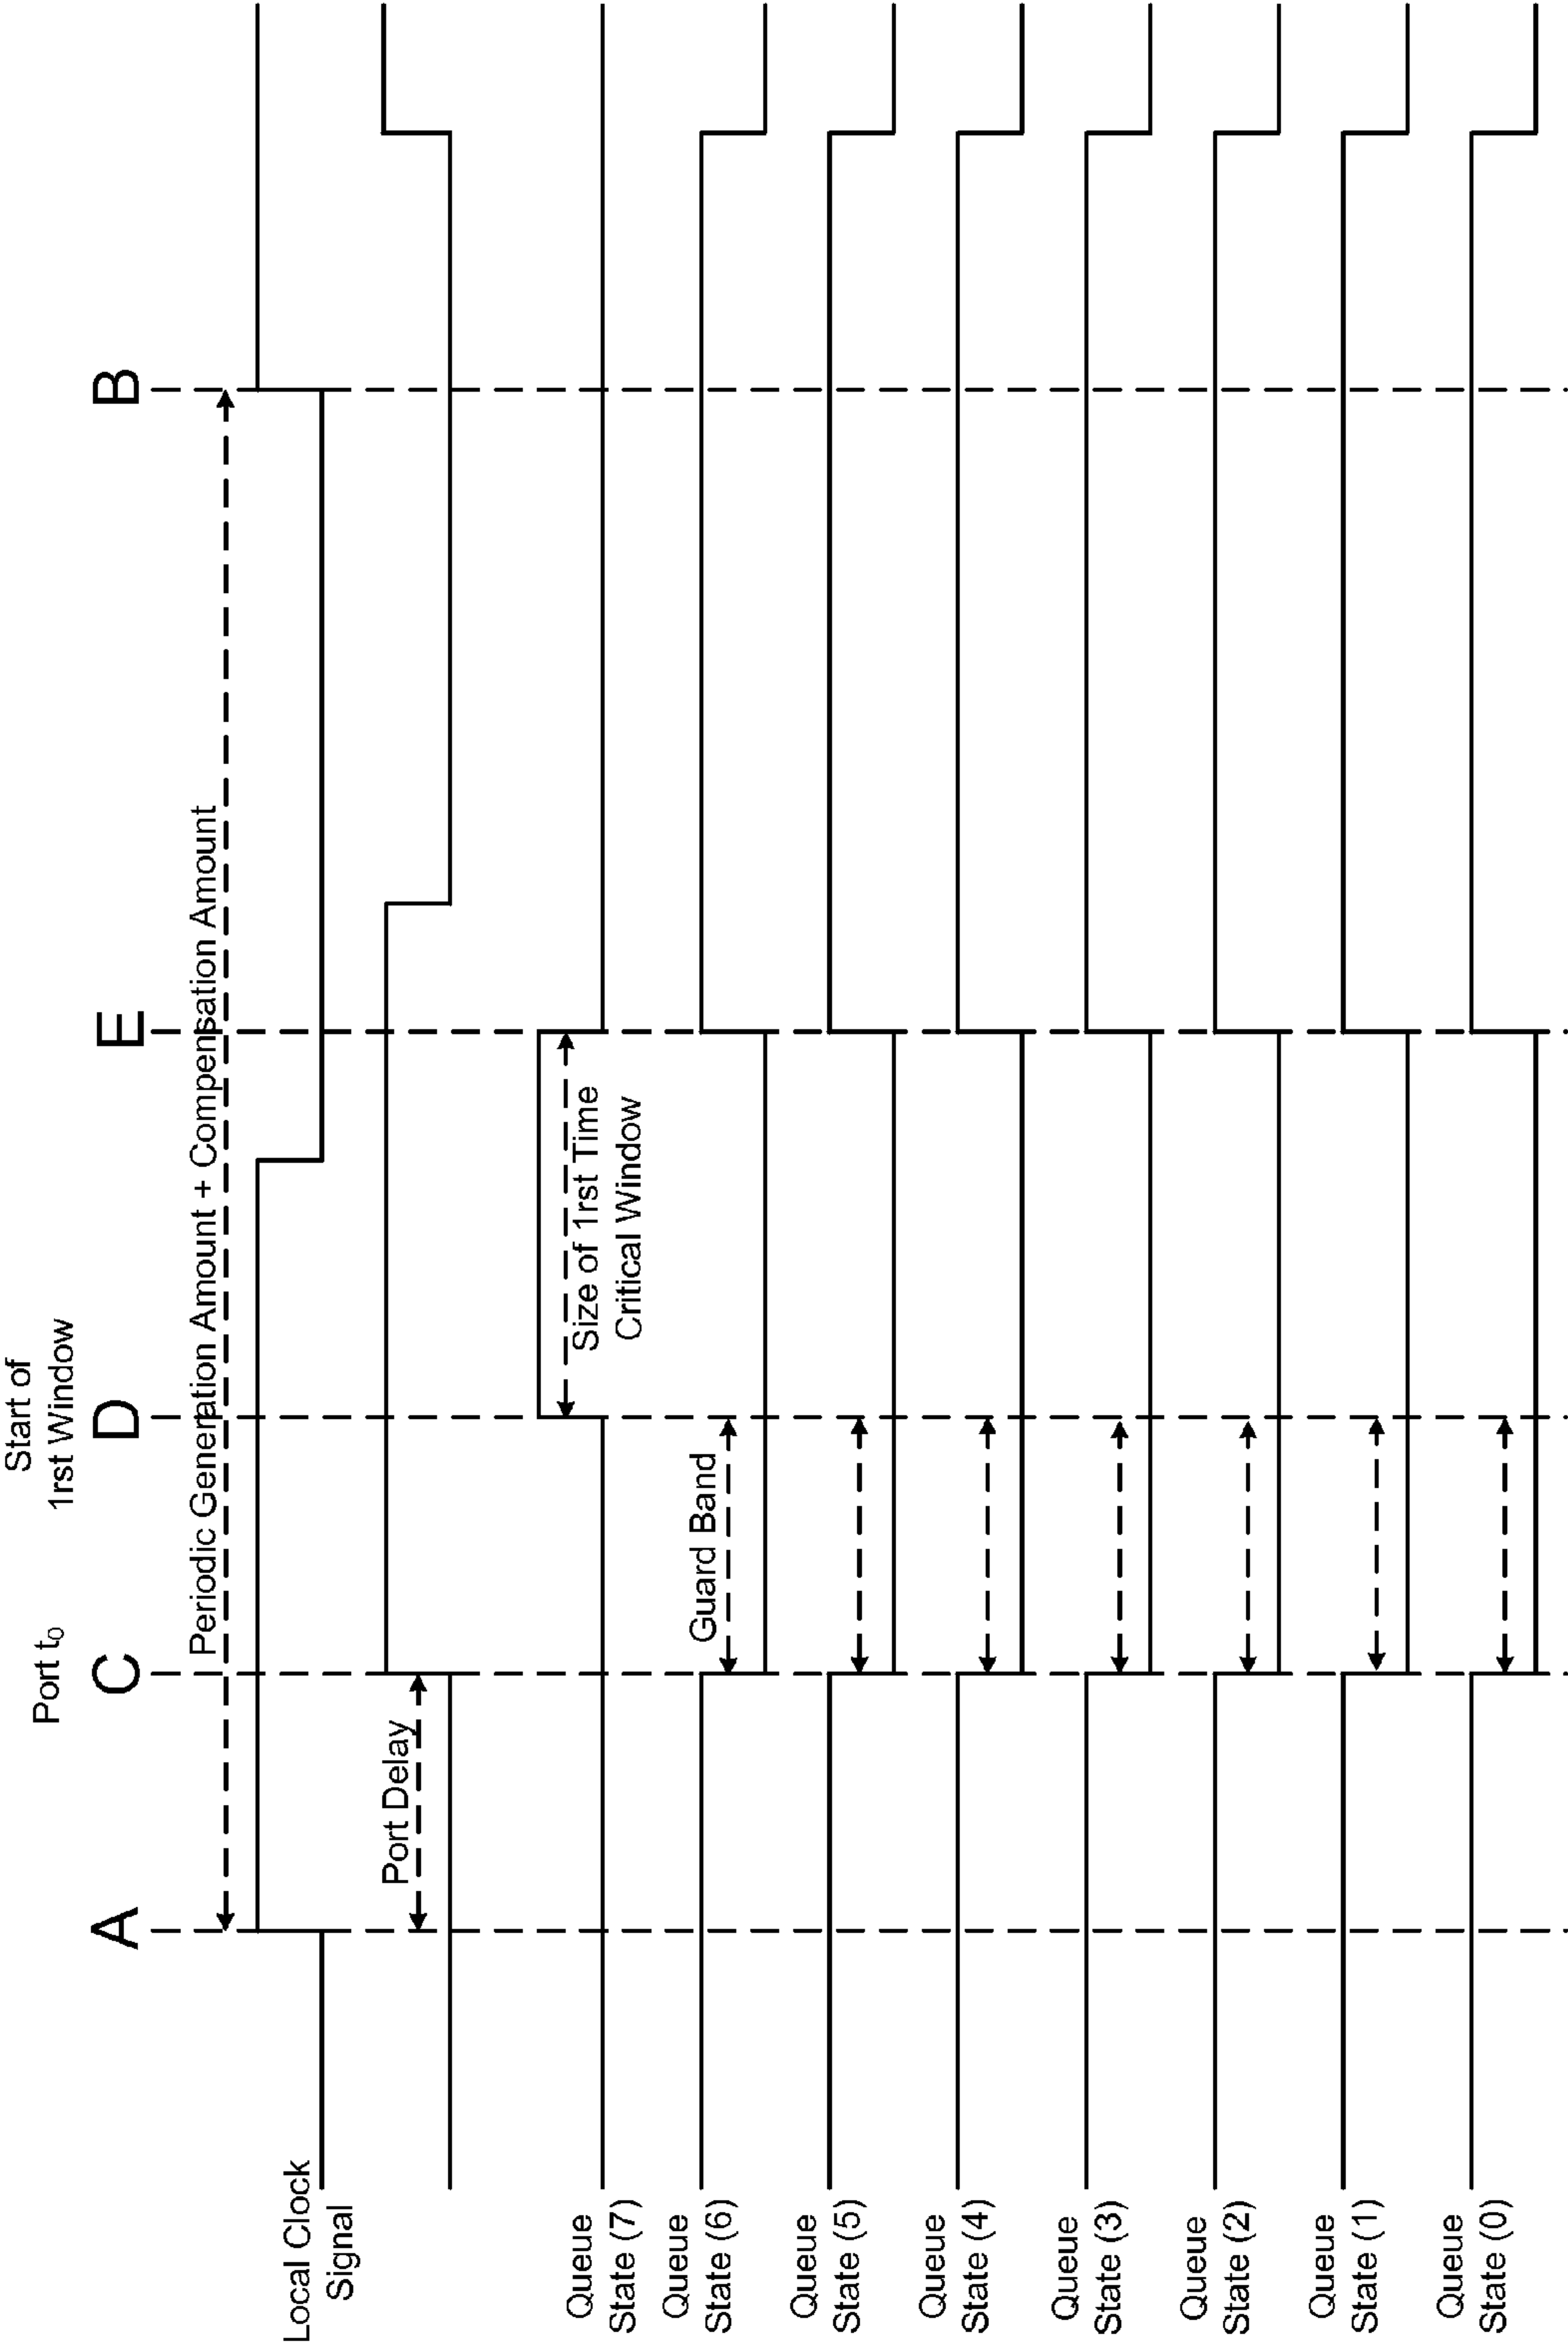 Start of
1rst Window
Port t0
A
C
D
E
B
Periodic Generation Amount + Compensation Amount
Local Clock
Signal
Port Delay
Queue
State (7)
Size of 1rst Time
Critical Window
Queue
State (6)
Guard Band
Queue
State (5)
Queue
State (4)
Queue
State (3)
Queue
State (2)
Queue
State (1)
Queue
State (0)